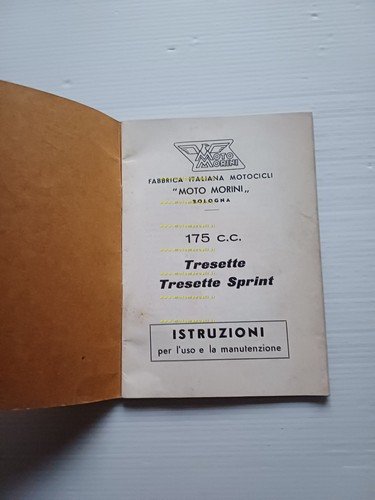 MOTO
MORINI
FABBRICA ITALIANA MOTOCICLI
"MOTO MORINI„
BOLOGNA
175 c.c.
Tresette
Tresette Sprint
ISTRUZIONI
per l'uso e la manutenzione